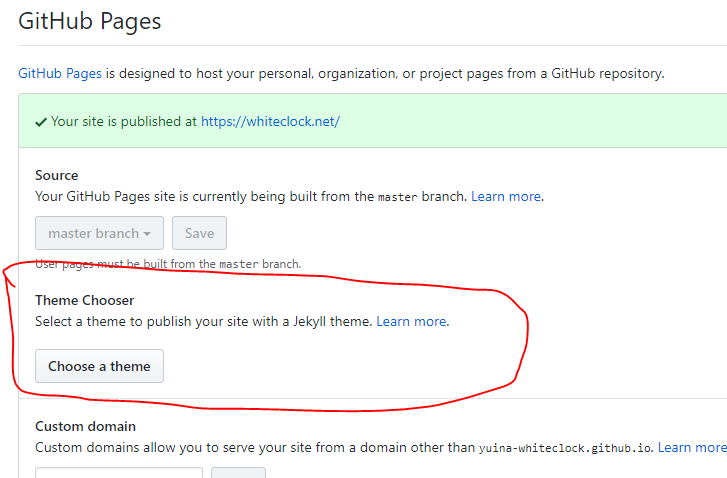 GitHub Pages
GitHub Pages is designed to host your personal, organization, or project pages from a GitHub repository.
Your site is published at https://whiteclock.net/
Source
Your GitHub Pages site is currently being built from the master branch. Learn more.
master branch Save
User pages must be built from the master branch.
Theme Chooser
Select a theme to publish your site with a Jekyll theme. Learn more.
Choose a theme
Custom domain
Custom domains allow you to serve your site from a domain other than yuina-whiteclock.github.io. Learn more